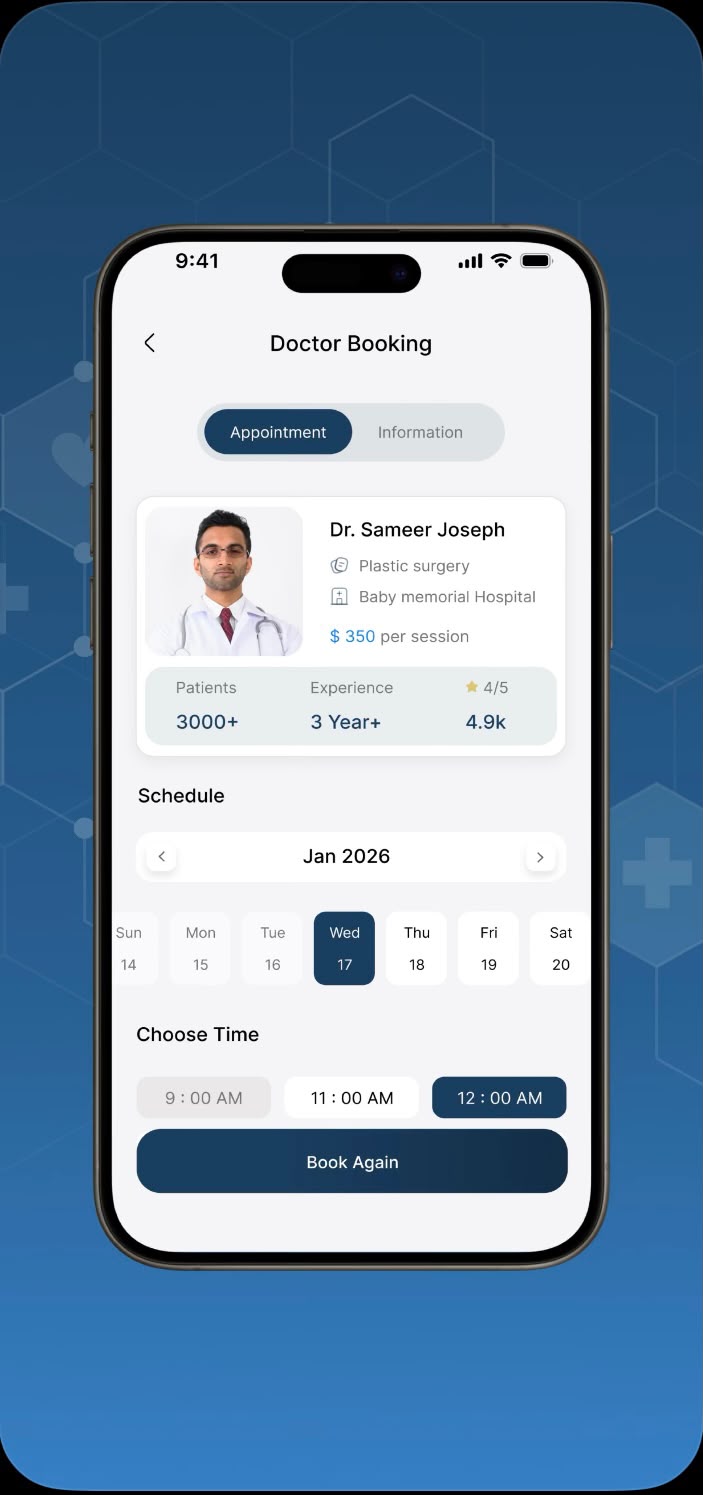 9:41
Doctor Booking
Appointment Information
Dr. Sameer Joseph
Plastic surgery
Baby memorial Hospital
$ 350 per session
Patients Experience 4/5
3000+ 3 Year+ 4.9k
Schedule
Jan 2026
Sun Mon Tue Wed Thu Fri Sat
14 15 16 17 18 19 20
Choose Time
9 : 00 AM 11 : 00 AM 12 : 00 AM
Book Again